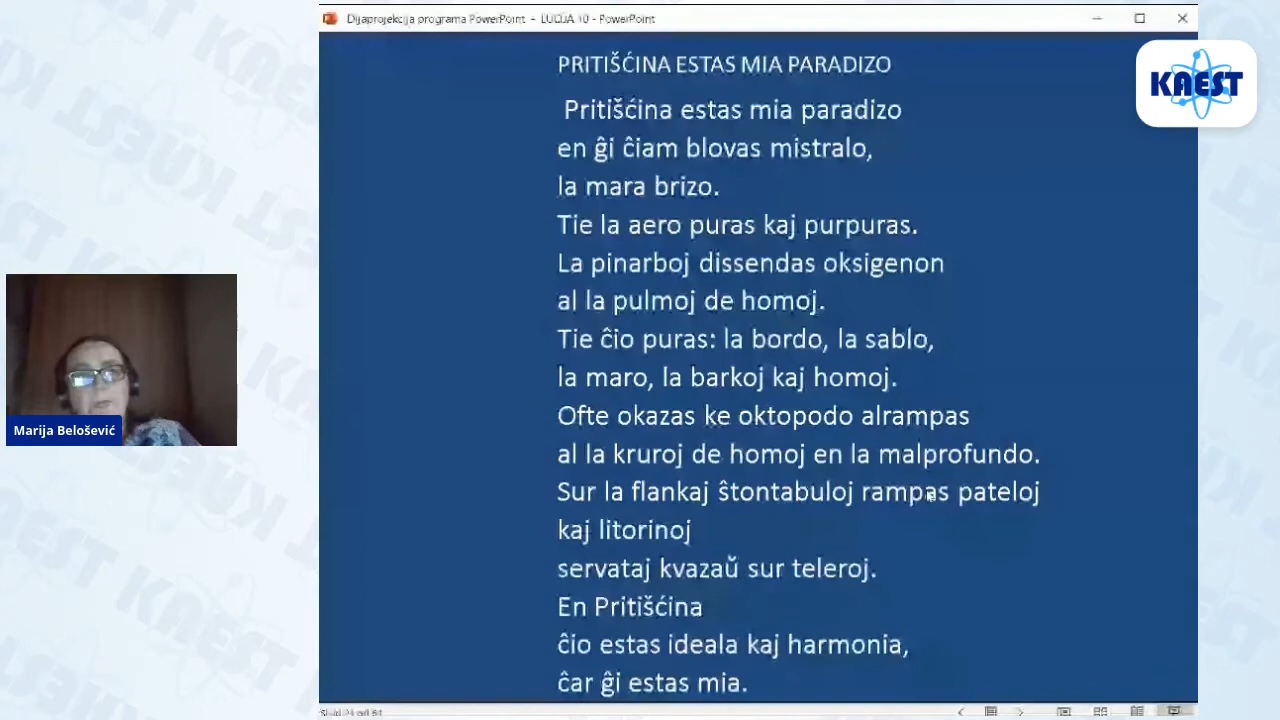 Dijaprojekcija programa PowerPoint - LUCIJA 10 - PowerPoint
KAEST
PRITIŠĆINA ESTAS MIA PARADIZO
Pritišćina estas mia paradizo
en ĝi ĉiam blovas mistralo,
la mara brizo.
Tie la aero puras kaj purpuras.
La pinarboj dissendas oksigenon
al la pulmoj de homoj.
Tie ĉio puras: la bordo, la sablo,
la maro, la barkoj kaj homoj.
Ofte okazas ke oktopodo alrampas
al la kruroj de homoj en la malprofundo.
Sur la flankaj ŝtontabuloj rampas pateloj
kaj litorinoj
servataj kvazaŭ sur teleroj.
En Pritišćina
ĉio estas ideala kaj harmonia,
ĉar ĝi estas mia.
Marija Belošević